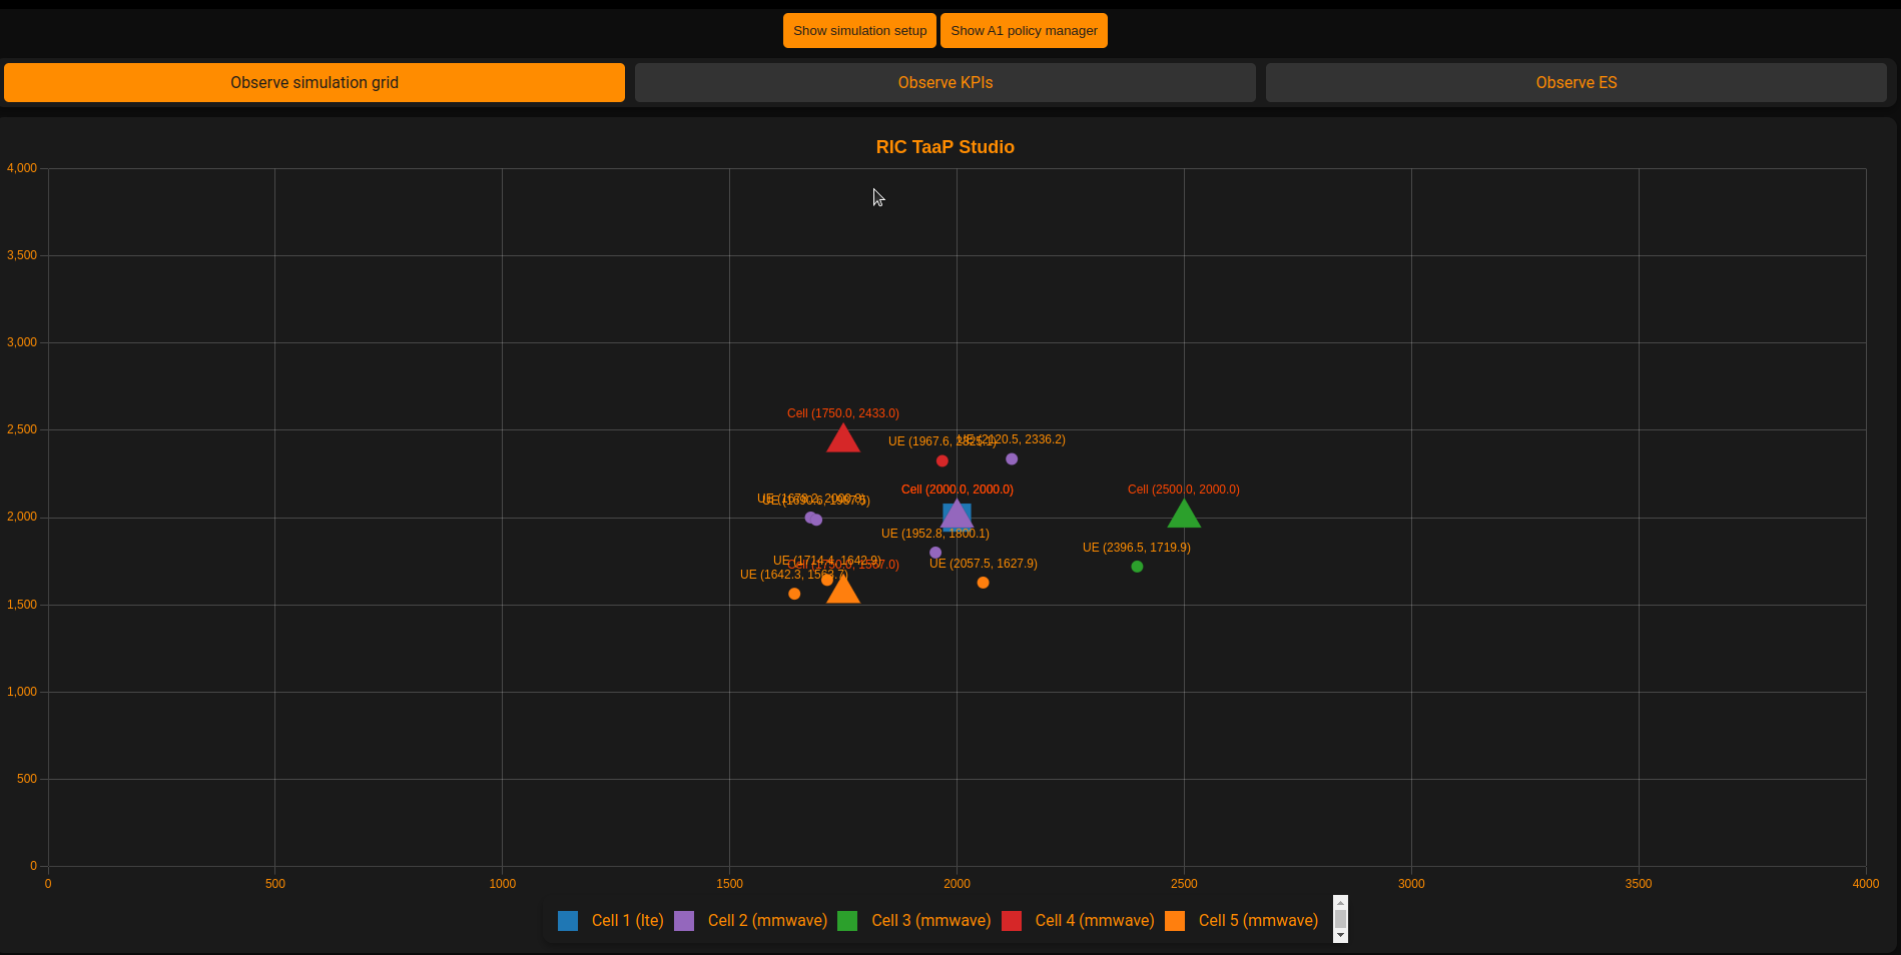 Show simulation setup Show A1 policy manager
Observe simulation grid Observe KPIs Observe ES
RIC TaaP Studio
4,000
3,500
3,000
2,500
2,000
1,500
1,000
500
0
Cell (1750.0, 2433.0)
UE (1967.6,
UE (2120.5, 2336.2)
Cell (2000.0, 2000.0)
Cell (2500.0, 2000.0)
UE (1690.6, 1987.5)
UE (1952.8, 1800.1)
UE (2396.5, 1719.9)
UE (1714.4, 1642.9)
UE (2057.5, 1627.9)
UE (1642.3,
0 500 1000 1500 2000 2500 3000 3500 4000
Cell 1 (lte) Cell 2 (mmwave) Cell 3 (mmwave) Cell 4 (mmwave) Cell 5 (mmwave)